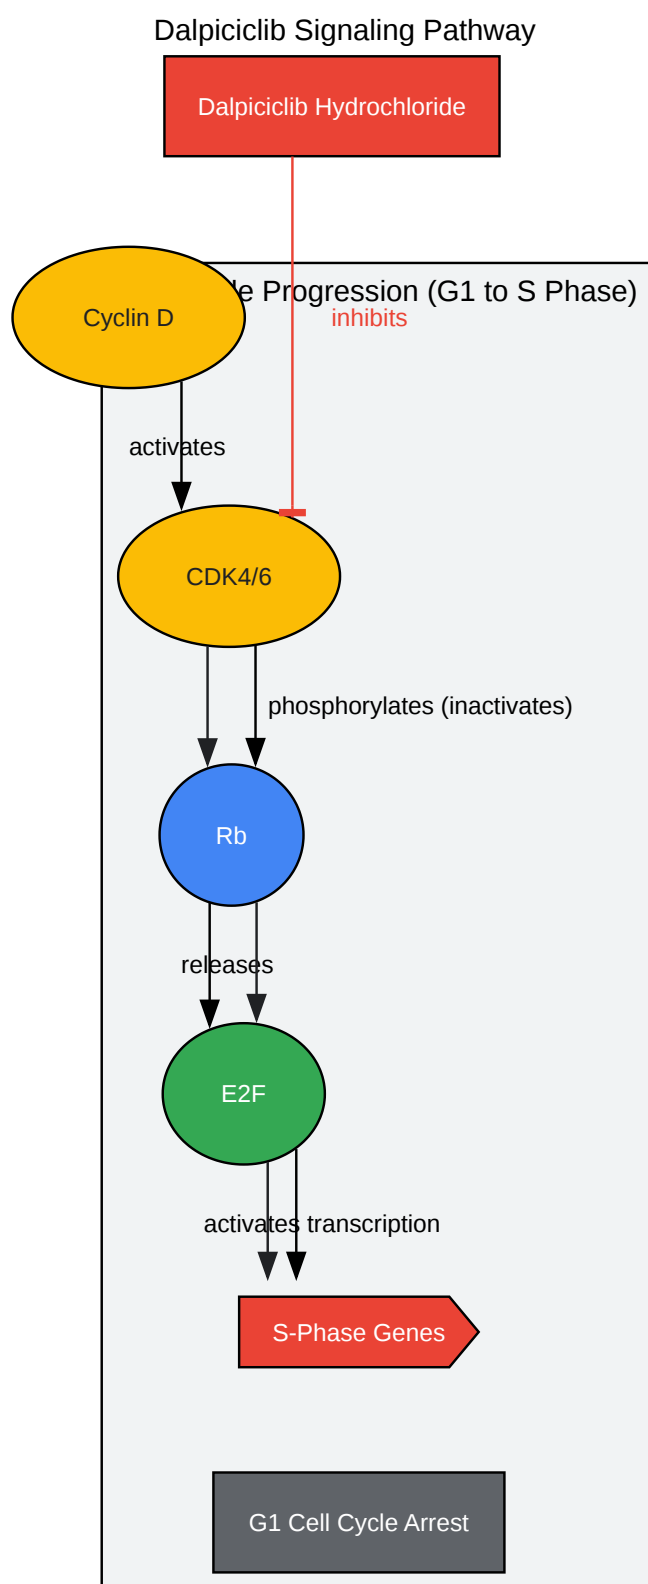 Dalpiciclib Signaling Pathway
Dalpiciclib Hydrochloride
Progression (G1 to S Phase)
Cyclin D
inhibits
activates
CDK4/6
phosphorylates (inactivates)
Rb
releases
E2F
activates transcription
S-Phase Genes
G1 Cell Cycle Arrest